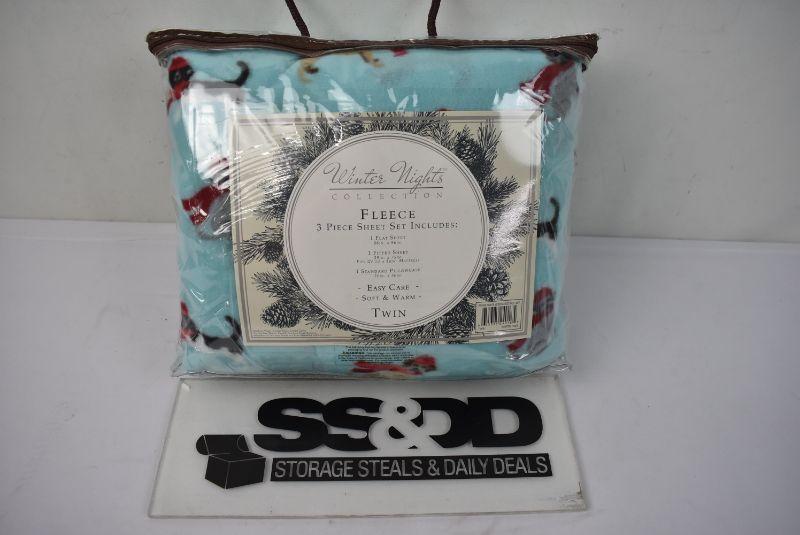 Winter Nights
COLLECTION
FLEECE
3 PIECE SHEET SET INCLUDES:
1 FLAT SHEET
1 FITTED SHEET
1 STANDARD PILLOWCASE
- EASY CARE -
- SOFT & WARM -
TWIN
SS&DD
STORAGE STEALS & DAILY DEALS